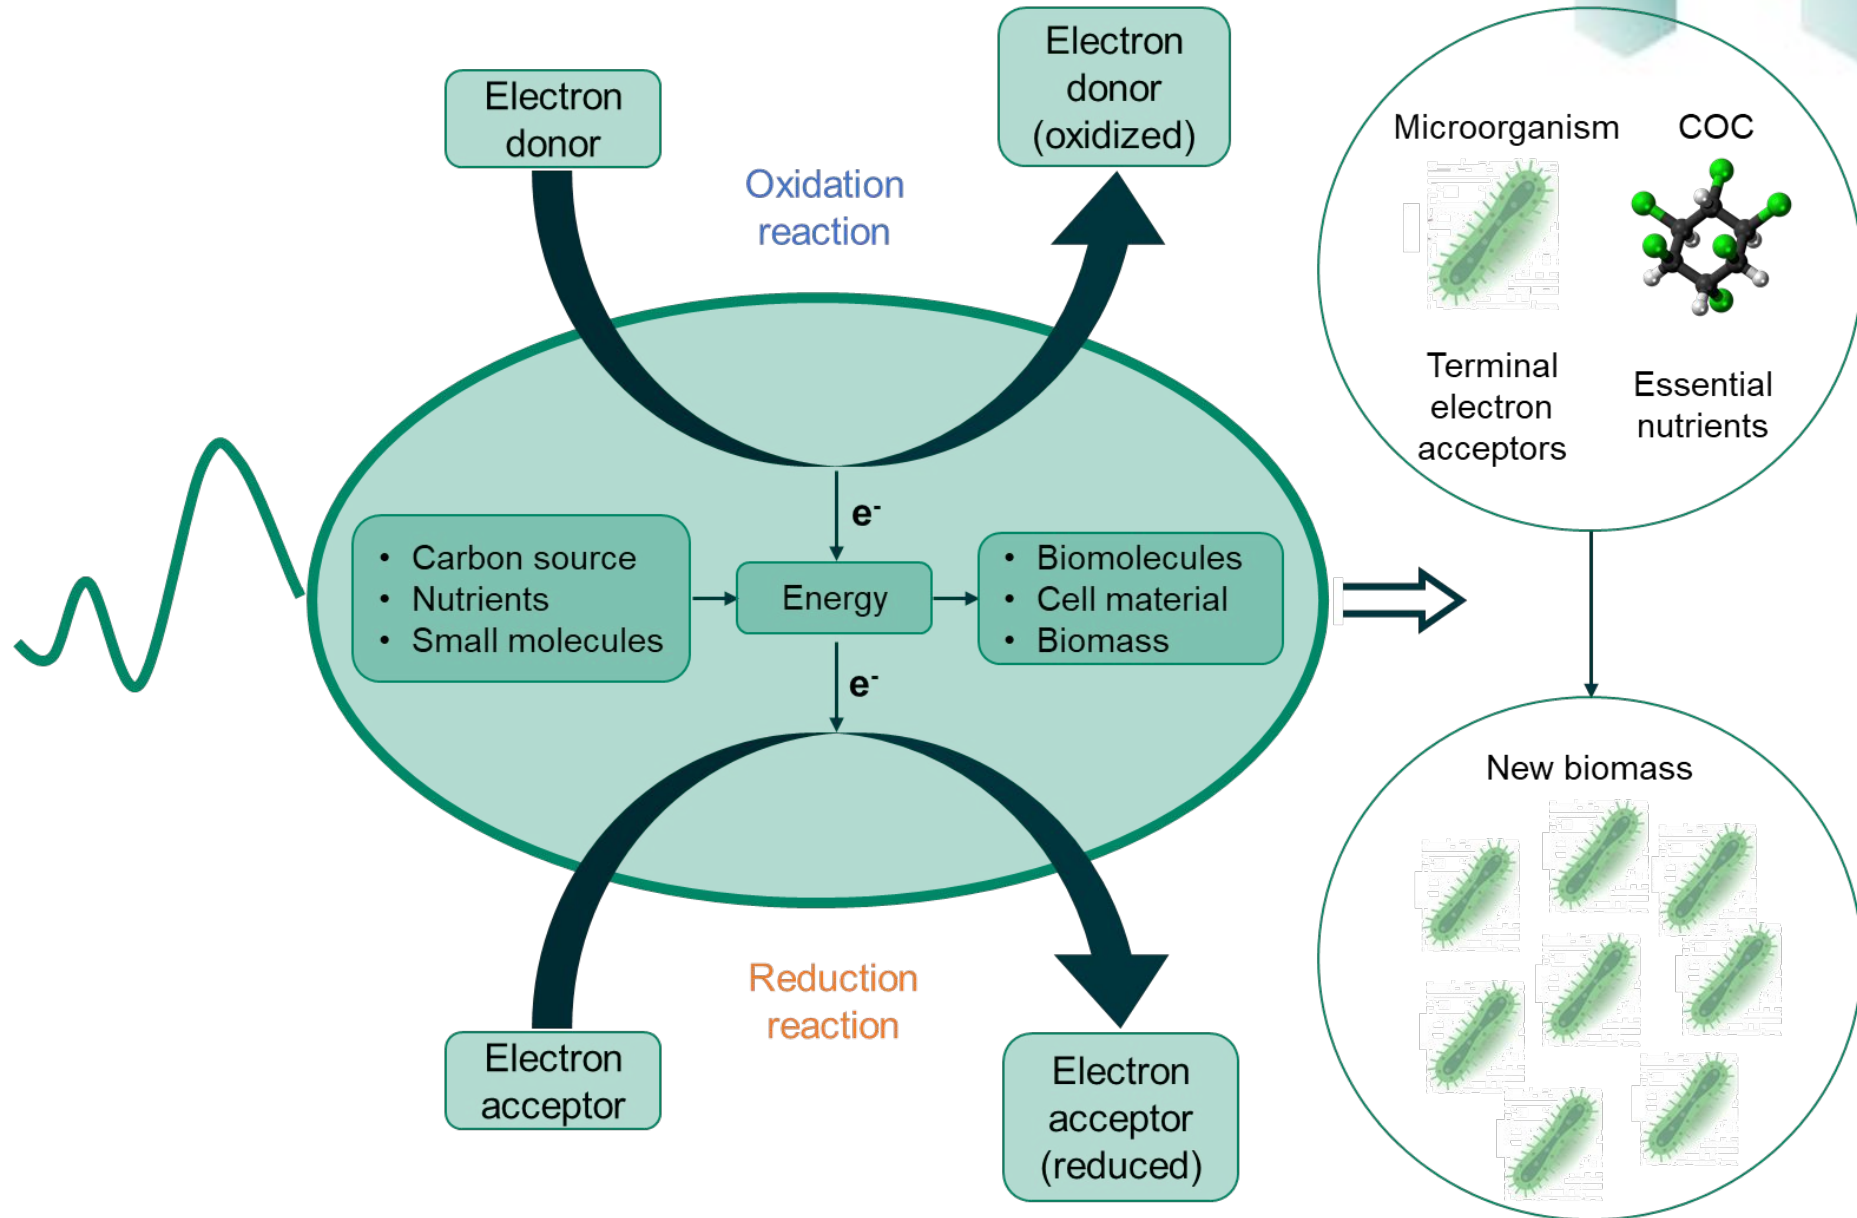 Electron
donor
Electron
donor
(oxidized)
Oxidation
reaction
• Carbon source
• Nutrients
• Small molecules
e-
Energy
e-
• Biomolecules
• Cell material
• Biomass
Reduction
reaction
Electron
acceptor
Electron
acceptor
(reduced)
Microorganism
COC
Terminal
electron
acceptors
Essential
nutrients
New biomass